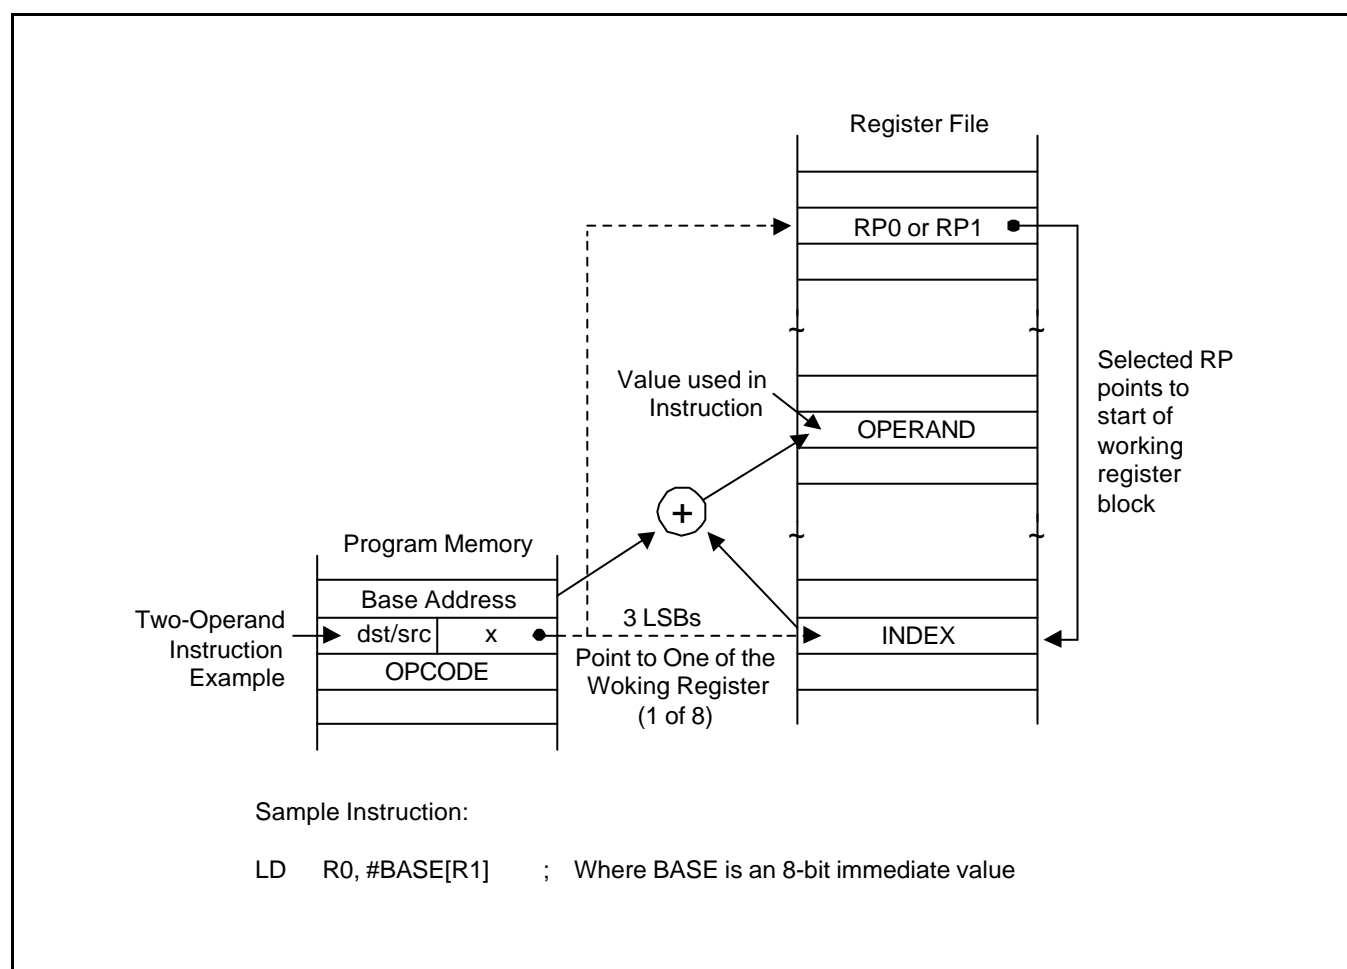 Register File
RP0 or RP1
Value used in
Instruction
OPERAND
Selected RP
points to
start of
working
register
block
+
Program Memory
Base Address
Two-Operand
Instruction
Example
dst/src x
3 LSBs
INDEX
OPCODE
Point to One of the
Woking Register
(1 of 8)
Sample Instruction:
LD R0, #BASE[R1] ; Where BASE is an 8-bit immediate value